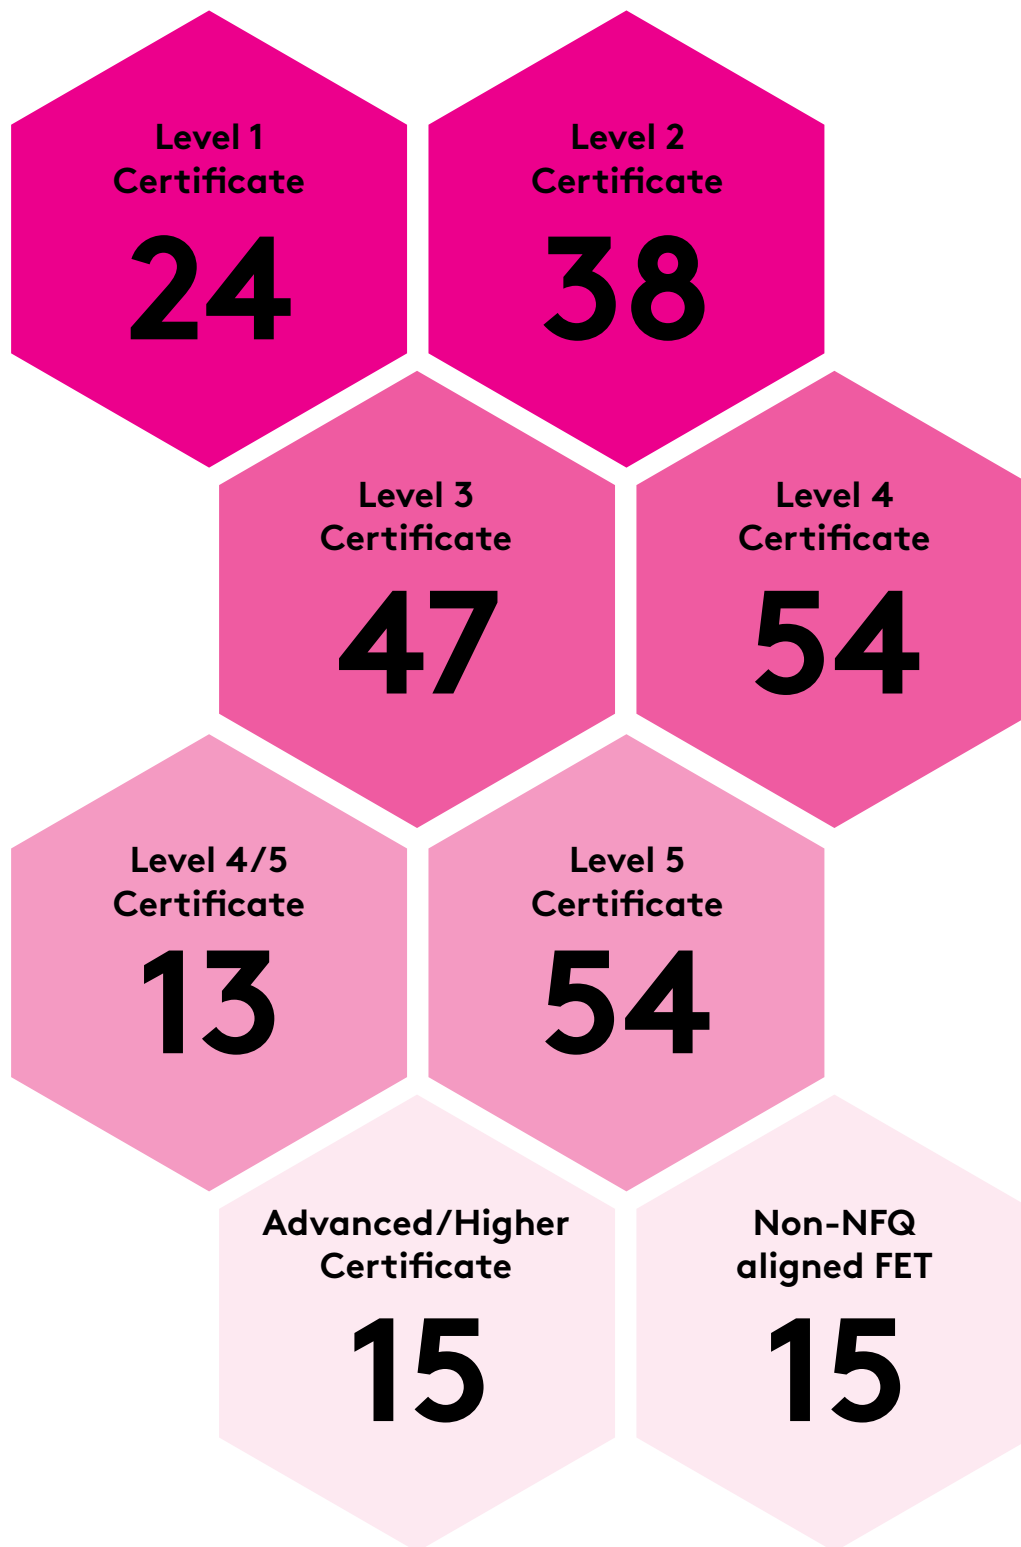 Level 1
Certificate
24
Level 2
Certificate
38
Level 3
Certificate
47
Level 4
Certificate
54
Level 4/5
Certificate
13
Level 5
Certificate
54
Advanced/Higher
Certificate
15
Non-NFQ
aligned FET
15